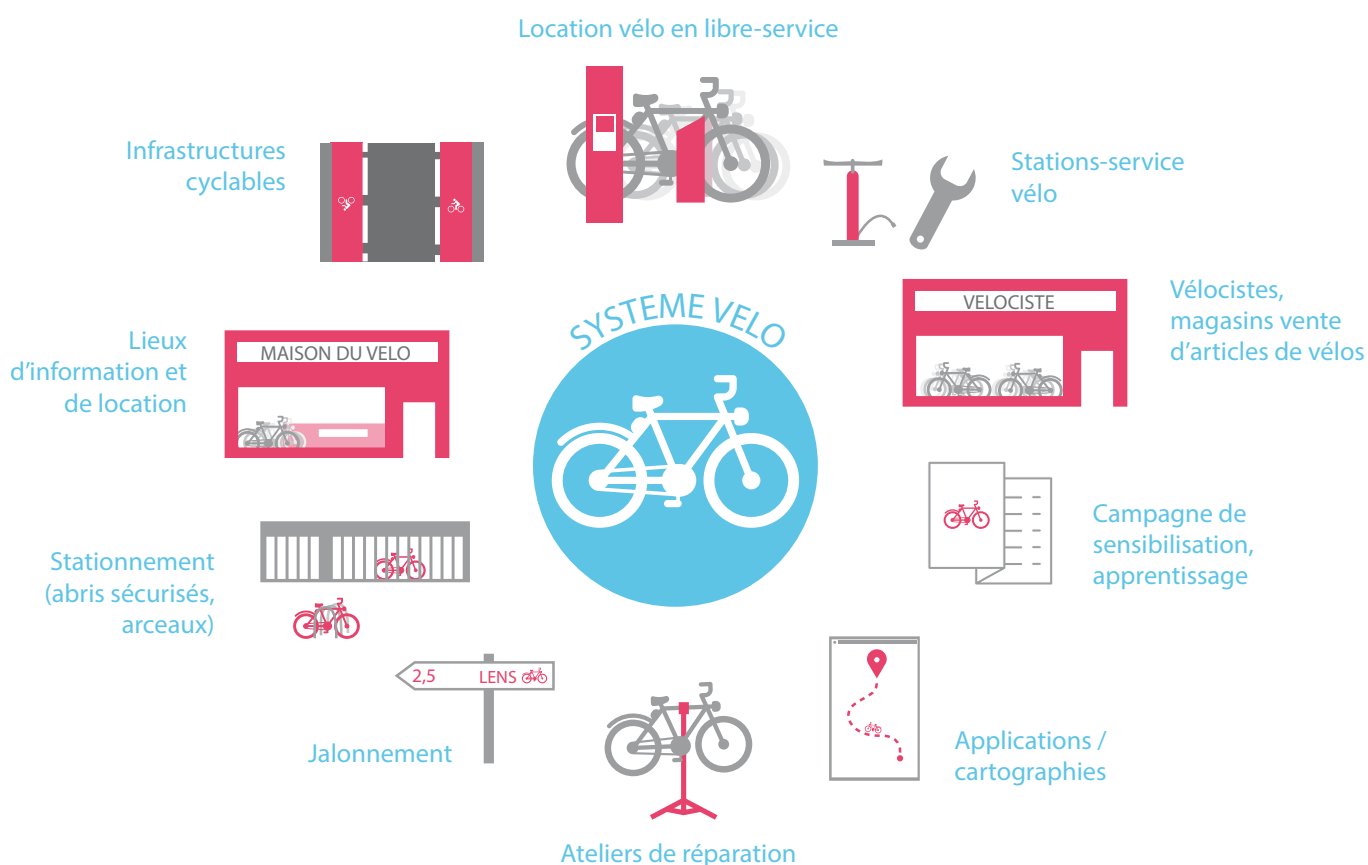 Location vélo en libre-service
Infrastructures
cyclables
Stations-service
vélo
SYSTEME VELO
Vélocistes,
magasins vente
d'articles de vélos
VELOCISTE
Lieux
d'information et
de location
MAISON DU VELO
Campagne de
sensibilisation,
apprentissage
Stationnement
(abris sécurisés,
arceaux)
2,5 LENS
Jalonnement
Applications /
cartographies
Ateliers de réparation